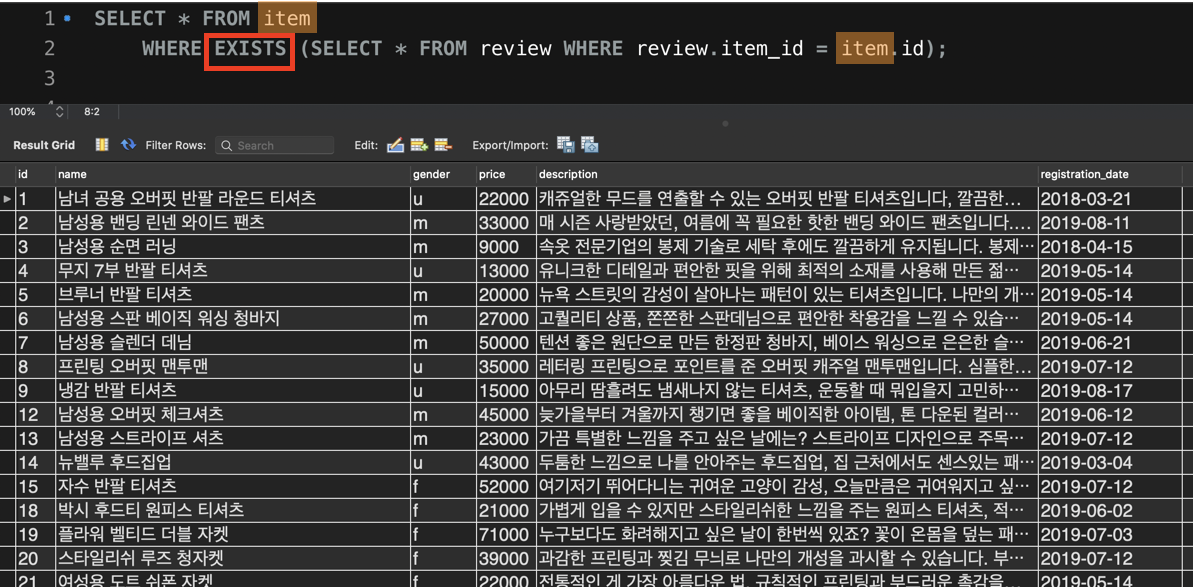 1 SELECT * FROM item
2 WHERE EXISTS (SELECT * FROM review WHERE review.item_id = item.id);
3
100% 8:2
Result Grid Filter Rows: Search Edit: Export/Import:
id name gender price description registration_date
1 남녀 공용 오버핏 반팔 라운드 티셔츠 u 22000 캐쥬얼한 무드를 연출할 수 있는 오버핏 반팔 티셔츠입니다, 깔끔한... 2018-03-21
2 남성용 밴딩 린넨 와이드 팬츠 m 33000 매 시즌 사랑받았던, 여름에 꼭 필요한 핫한 밴딩 와이드 팬츠입니다.... 2019-08-11
3 남성용 순면 러닝 m 9000 속옷 전문기업의 봉제 기술로 세탁 후에도 깔끔하게 유지됩니다. 봉제... 2018-04-15
4 무지 7부 반팔 티셔츠 u 13000 유니크한 디테일과 편안한 핏을 위해 최적의 소재를 사용해 만든 젊... 2019-05-14
5 브루너 반팔 티셔츠 m 20000 뉴욕 스트릿의 감성이 살아나는 패턴이 있는 티셔츠입니다. 나만의 개... 2019-05-14
6 남성용 스판 베이직 워싱 청바지 m 27000 고퀄리티 상품, 쫀쫀한 스판데님으로 편안한 착용감을 느낄 수 있습... 2019-05-14
7 남성용 슬렌더 데님 m 50000 텐션 좋은 원단으로 만든 한정판 청바지, 베이스 워싱으로 은은한 슬... 2019-06-21
8 프린팅 오버핏 맨투맨 u 35000 레터링 프린팅으로 포인트를 준 오버핏 캐주얼 맨투맨입니다. 심플한... 2019-07-12
9 냉감 반팔 티셔츠 u 15000 아무리 땀흘려도 냄새나지 않는 티셔츠, 운동할 때 뭐입을지 고민하... 2019-08-17
12 남성용 오버핏 체크셔츠 m 45000 늦가을부터 겨울까지 챙기면 좋을 베이직한 아이템, 톤 다운된 컬러... 2019-06-12
13 남성용 스트라이프 셔츠 m 23000 가끔 특별한 느낌을 주고 싶은 날에는? 스트라이프 디자인으로 주목... 2019-07-12
14 뉴밸루 후드집업 u 43000 두툼한 느낌으로 나를 안아주는 후드집업, 집 근처에서도 센스있는 패... 2019-03-04
15 자수 반팔 티셔츠 f 52000 여기저기 뛰어다니는 귀여운 고양이 감성, 오늘만큼은 귀여워지고 싶... 2019-07-12
18 박시 후드티 원피스 티셔츠 f 21000 가볍게 입을 수 있지만 스타일리쉬한 느낌을 주는 원피스 티셔츠, 적... 2019-06-02
19 플라워 벨티드 더블 자켓 f 71000 누구보다도 화려해지고 싶은 날이 한번씩 있죠? 꽃이 온몸을 덮는 패... 2019-07-03
20 스타일리쉬 루즈 청자켓 f 39000 과감한 프린팅과 찢김 무늬로 나만의 개성을 과시할 수 있습니다. 부... 2019-07-12
21 여성용 도트 쉬폰 자켓 f 22000 전통적인 게 가장 아름다운 법, 규칙적인 프린팅과 부드러운 촉감을... 2019-05-14